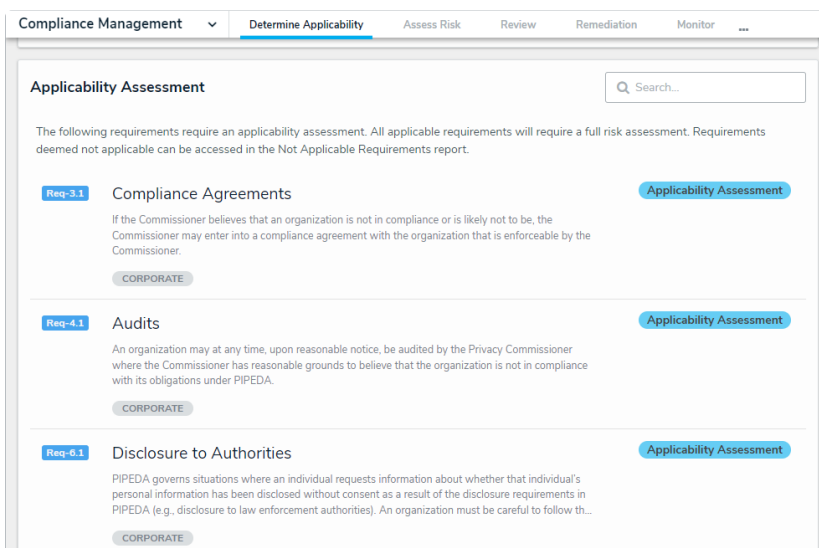 Compliance Management
Determine Applicability
Assess Risk
Review
Remediation
Monitor
...
Applicability Assessment
Search...
The following requirements require an applicability assessment. All applicable requirements will require a full risk assessment. Requirements
deemed not applicable can be accessed in the Not Applicable Requirements report.
Req-3.1
Compliance Agreements
Applicability Assessment
If the Commissioner believes that an organization is not in compliance or is likely not to be, the
Commissioner may enter into a compliance agreement with the organization that is enforceable by the
Commissioner.
CORPORATE
Req-4.1
Audits
Applicability Assessment
An organization may at any time, upon reasonable notice, be audited by the Privacy Commissioner
where the Commissioner has reasonable grounds to believe that the organization is not in compliance
with its obligations under PIPEDA.
CORPORATE
Req-6.1
Disclosure to Authorities
Applicability Assessment
PIPEDA governs situations where an individual requests information about whether that individual's
personal information has been disclosed without consent as a result of the disclosure requirements in
PIPEDA (e.g., disclosure to law enforcement authorities). An organization must be careful to follow th...
CORPORATE